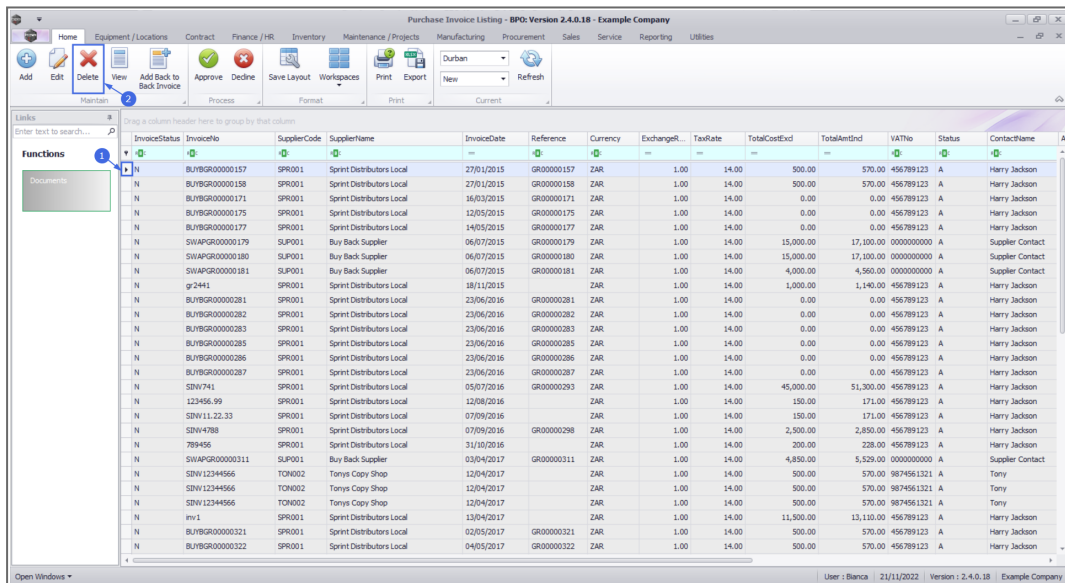 Purchase Invoice Listing - BPO: Version 2.4.0.18 - Example Company
Home Equipment / Locations Contract Finance / HR Inventory Maintenance / Projects Manufacturing Procurement Sales Service Reporting Utilities
Durban
Add Edit Delete View Add Back to Back Invoice Approve Decline Save Layout Workspaces Print Export New Refresh
Maintain 2 Process Format Print Current
Links
Drag a column header here to group by that column
Enter text to search...
InvoiceStatus InvoiceNo SupplierCode SupplierName InvoiceDate Reference Currency ExchangeR... TaxRate TotalCostExcl TotalAmtIncl VATNo Status ContactName A
Functions
1
Documents
N BUYBGR00000157 SPR001 Sprint Distributors Local 27/01/2015 GR00000157 ZAR 1.00 14.00 500.00 570.00 456789123 A Harry Jackson
N BUYBGR00000158 SPR001 Sprint Distributors Local 27/01/2015 GR00000158 ZAR 1.00 14.00 500.00 570.00 456789123 A Harry Jackson
N BUYBGR00000171 SPR001 Sprint Distributors Local 16/03/2015 GR00000171 ZAR 1.00 14.00 0.00 0.00 456789123 A Harry Jackson
N BUYBGR00000175 SPR001 Sprint Distributors Local 12/05/2015 GR00000175 ZAR 1.00 14.00 0.00 0.00 456789123 A Harry Jackson
N BUYBGR00000177 SPR001 Sprint Distributors Local 14/05/2015 GR00000177 ZAR 1.00 14.00 0.00 0.00 456789123 A Harry Jackson
N SWAPGR00000179 SUP001 Buy Back Supplier 06/07/2015 GR00000179 ZAR 1.00 14.00 15,000.00 17,100.00 0000000000 A Supplier Contact
N SWAPGR00000180 SUP001 Buy Back Supplier 06/07/2015 GR00000180 ZAR 1.00 14.00 15,000.00 17,100.00 0000000000 A Supplier Contact
N SWAPGR00000181 SUP001 Buy Back Supplier 06/07/2015 GR00000181 ZAR 1.00 14.00 4,000.00 4,560.00 0000000000 A Supplier Contact
N gr2441 SPR001 Sprint Distributors Local 18/11/2015 ZAR 1.00 14.00 1,000.00 1,140.00 456789123 A Harry Jackson
N BUYBGR00000281 SPR001 Sprint Distributors Local 23/06/2016 GR00000281 ZAR 1.00 14.00 0.00 0.00 456789123 A Harry Jackson
N BUYBGR00000282 SPR001 Sprint Distributors Local 23/06/2016 GR00000282 ZAR 1.00 14.00 0.00 0.00 456789123 A Harry Jackson
N BUYBGR00000283 SPR001 Sprint Distributors Local 23/06/2016 GR00000283 ZAR 1.00 14.00 0.00 0.00 456789123 A Harry Jackson
N BUYBGR00000285 SPR001 Sprint Distributors Local 23/06/2016 GR00000285 ZAR 1.00 14.00 0.00 0.00 456789123 A Harry Jackson
N BUYBGR00000286 SPR001 Sprint Distributors Local 23/06/2016 GR00000286 ZAR 1.00 14.00 0.00 0.00 456789123 A Harry Jackson
N BUYBGR00000287 SPR001 Sprint Distributors Local 23/06/2016 GR00000287 ZAR 1.00 14.00 0.00 0.00 456789123 A Harry Jackson
N SINV741 SPR001 Sprint Distributors Local 05/07/2016 GR00000293 ZAR 1.00 14.00 45,000.00 51,300.00 456789123 A Harry Jackson
N 123456.99 SPR001 Sprint Distributors Local 12/08/2016 ZAR 1.00 14.00 150.00 171.00 456789123 A Harry Jackson
N SINV11.22.33 SPR001 Sprint Distributors Local 07/09/2016 ZAR 1.00 14.00 150.00 171.00 456789123 A Harry Jackson
N SINV4788 SPR001 Sprint Distributors Local 07/09/2016 GR00000298 ZAR 1.00 14.00 2,500.00 2,850.00 456789123 A Harry Jackson
N 789456 SPR001 Sprint Distributors Local 31/10/2016 ZAR 1.00 14.00 200.00 228.00 456789123 A Harry Jackson
N SWAPGR00000311 SUP001 Buy Back Supplier 03/04/2017 GR00000311 ZAR 1.00 14.00 4,850.00 5,529.00 0000000000 A Supplier Contact
N SINV12344566 TON002 Tonys Copy Shop 12/04/2017 ZAR 1.00 14.00 500.00 570.00 9874561321 A Tony
N SINV12344566 TON002 Tonys Copy Shop 12/04/2017 ZAR 1.00 14.00 500.00 570.00 9874561321 A Tony
N SINV12344566 TON002 Tonys Copy Shop 12/04/2017 ZAR 1.00 14.00 500.00 570.00 9874561321 A Tony
N inv1 SPR001 Sprint Distributors Local 13/04/2017 ZAR 1.00 14.00 11,500.00 13,110.00 456789123 A Harry Jackson
N BUYBGR00000321 SPR001 Sprint Distributors Local 02/05/2017 GR00000321 ZAR 1.00 14.00 500.00 570.00 456789123 A Harry Jackson
N BUYBGR00000322 SPR001 Sprint Distributors Local 04/05/2017 GR00000322 ZAR 1.00 14.00 500.00 570.00 456789123 A Harry Jackson
Open Windows User : Bianca 21/11/2022 Version : 2.4.0.18 Example Company